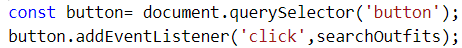 const button= document.querySelector('button');
button.addEventListener('click',searchOutfits);